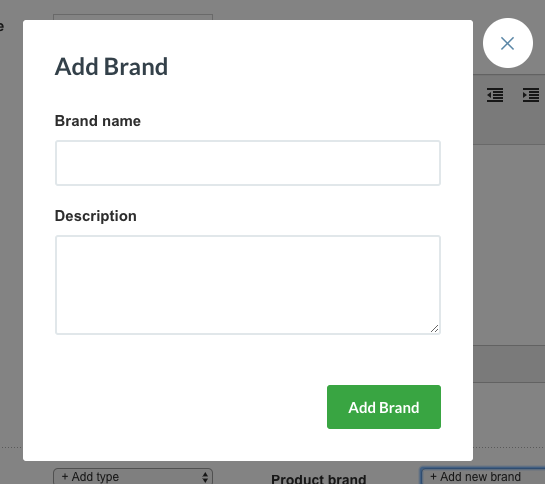 Add Brand
Brand name
Description
Add Brand
+ Add type
Product brand
+ Add new brand